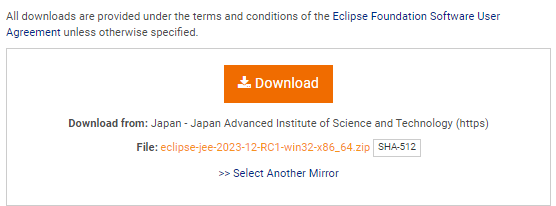 All downloads are provided under the terms and conditions of the Eclipse Foundation Software User
Agreement unless otherwise specified.
Download
Download from: Japan - Japan Advanced Institute of Science and Technology (https)
File: eclipse-jee-2023-12-RC1-win32-x86_64.zip SHA-512
>> Select Another Mirror